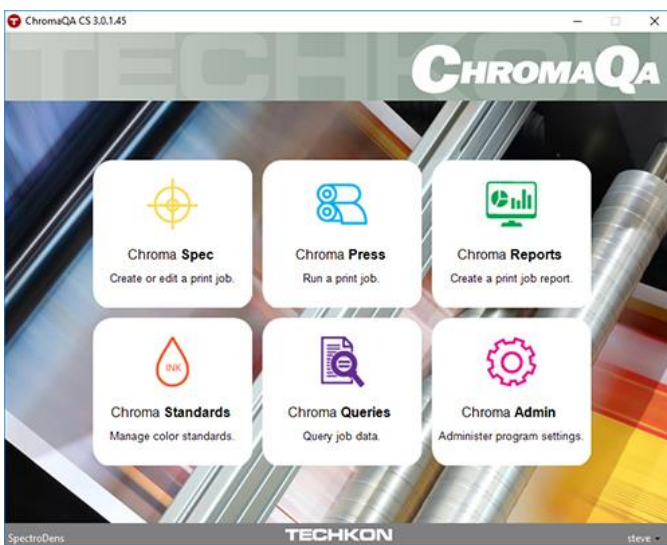 ChromaQA CS 3.0.1.45
TECHKON
CHROMAQA
Chroma Spec
Create or edit a print job.
Chroma Press
Run a print job.
Chroma Reports
Create a print job report.
INK
Chroma Standards
Manage color standards.
Chroma Queries
Query job data.
Chroma Admin
Administer program settings.
SpectroDens
TECHKON
steve